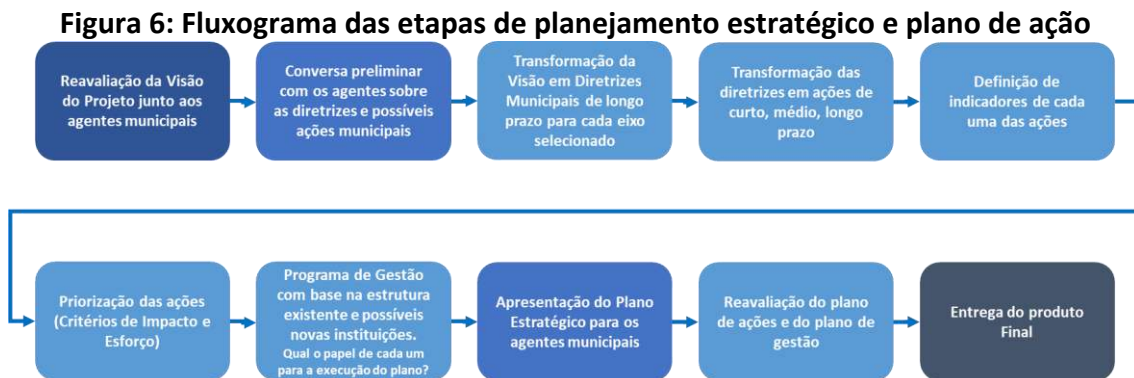 Figura 6: Fluxograma das etapas de planejamento estratégico e plano de ação
Reavaliação da Visão
do Projeto junto aos
agentes municipais
Conversa preliminar
com os agentes sobre
as diretrizes e possíveis
ações municipais
Transformação da
Visão em Diretrizes
Municipais de longo
prazo para cada eixo
selecionado
Transformação das
diretrizes em ações de
curto, médio, longo
prazo
Definição de
indicadores de cada
uma das ações
Priorização das ações
(Critérios de Impacto e
Esforço)
Programa de Gestão
com base na estrutura
existente e possíveis
novas instituições.
Qual o papel de cada um
para a execução do plano?
Apresentação do Plano
Estratégico para os
agentes municipais
Reavaliação do plano
de ações e do plano de
gestão
Entrega do produto
Final